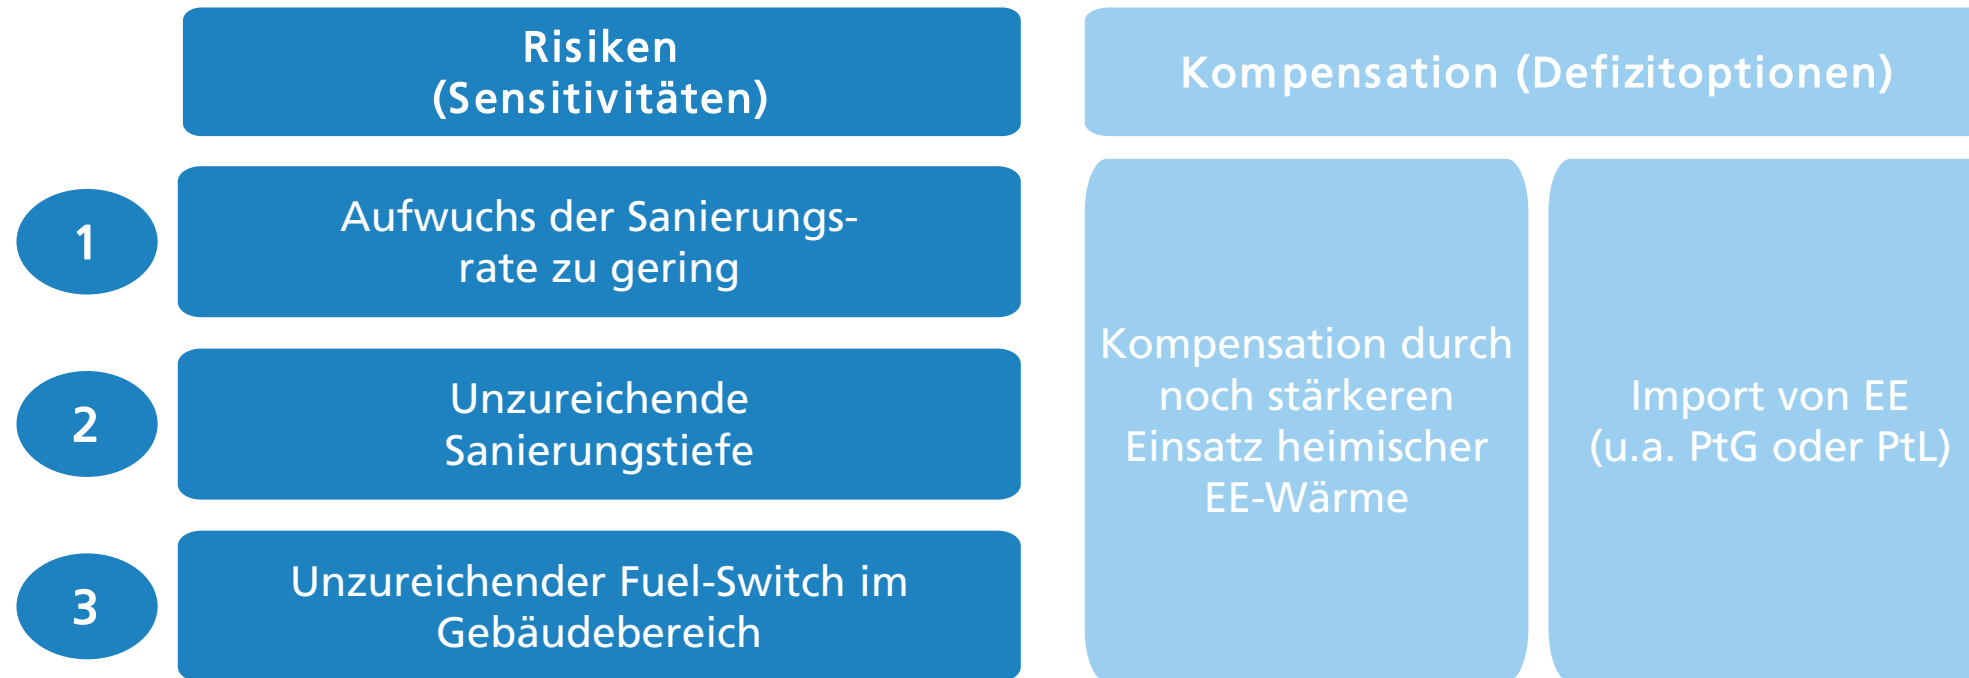 Risiken
(Sensitivitäten)
Kompensation (Defizitoptionen)
1
Aufwuchs der Sanierungs-
rate zu gering
2
Unzureichende
Sanierungstiefe
3
Unzureichender Fuel-Switch im
Gebäudebereich
Kompensation durch
noch stärkeren
Einsatz heimischer
EE-Wärme
Import von EE
(u.a. PtG oder PtL)